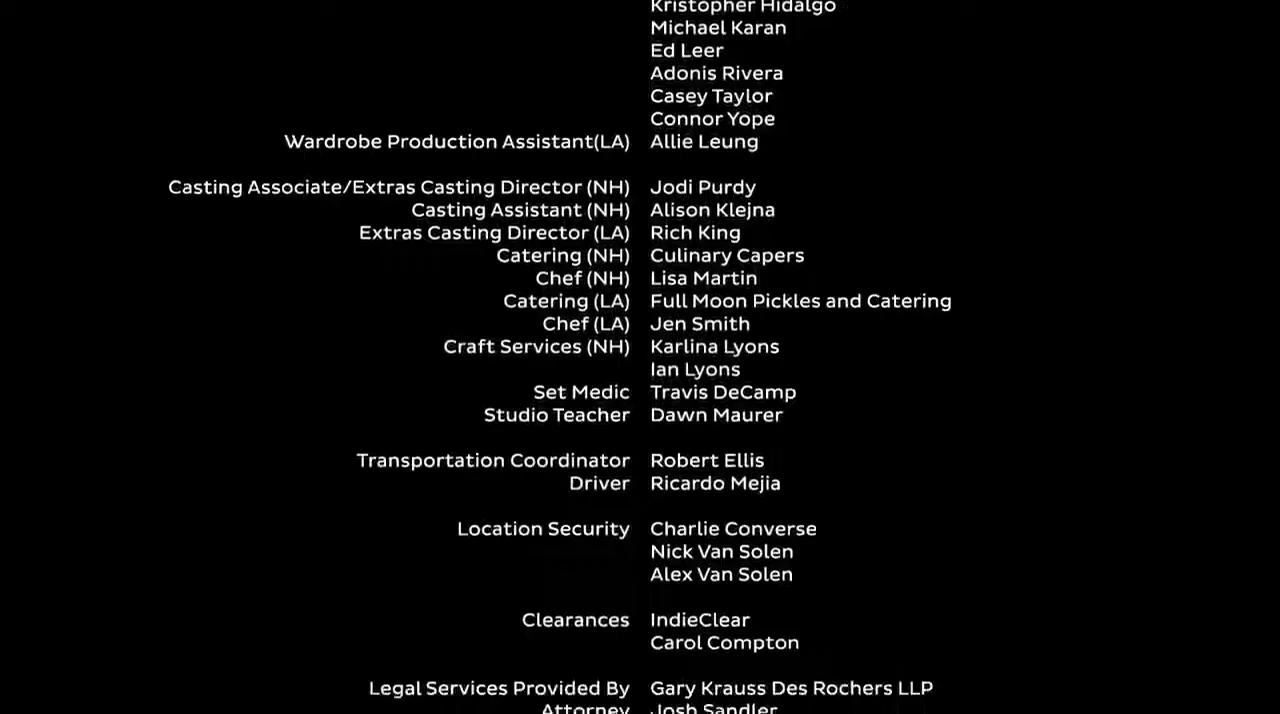 Kristopher Hidalgo
Michael Karan
Ed Leer
Adonis Rivera
Casey Taylor
Connor Yope
Wardrobe Production Assistant(LA) Allie Leung
Casting Associate/Extras Casting Director (NH) Jodi Purdy
Casting Assistant (NH) Alison Klejna
Extras Casting Director (LA) Rich King
Catering (NH) Culinary Capers
Chef (NH) Lisa Martin
Catering (LA) Full Moon Pickles and Catering
Chef (LA) Jen Smith
Craft Services (NH) Karlina Lyons
Ian Lyons
Set Medic Travis DeCamp
Studio Teacher Dawn Maurer
Transportation Coordinator Robert Ellis
Driver Ricardo Mejia
Location Security Charlie Converse
Nick Van Solen
Alex Van Solen
Clearances IndieClear
Carol Compton
Legal Services Provided By Gary Krauss Des Rochers LLP
Attorney Josh Sandler